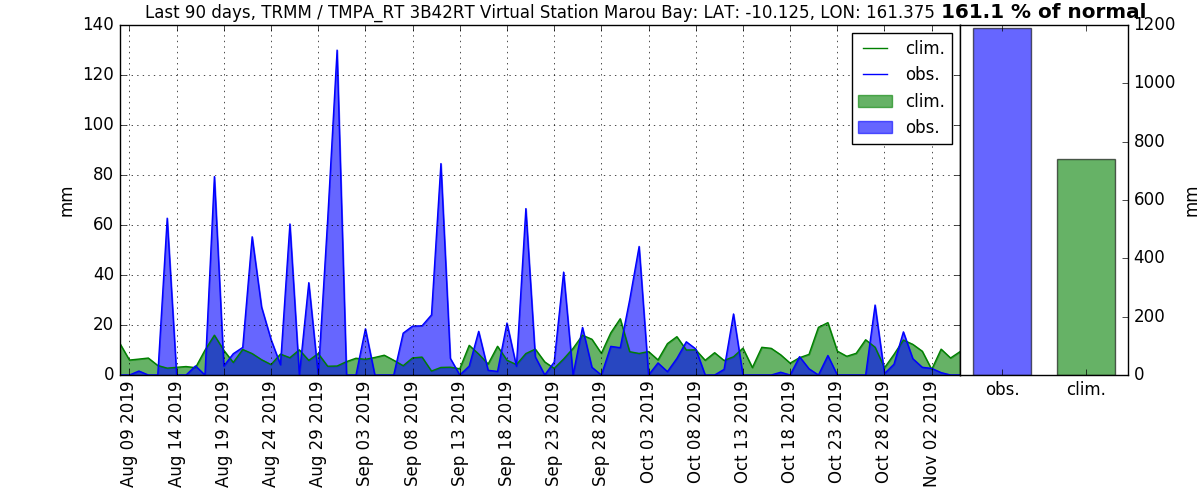 Last 90 days, TRMM / TMPA_RT 3B42RT Virtual Station Marou Bay: LAT: -10.125, LON: 161.375 161.1 % of normal
140
120
100
80
60
40
20
0
mm
clim.
obs.
clim.
obs.
1200
1000
800
600
400
200
0
mm
obs.
clim.
Aug 09 2019
Aug 14 2019
Aug 19 2019
Aug 24 2019
Aug 29 2019
Sep 03 2019
Sep 08 2019
Sep 13 2019
Sep 18 2019
Sep 23 2019
Sep 28 2019
Oct 03 2019
Oct 08 2019
Oct 13 2019
Oct 18 2019
Oct 23 2019
Oct 28 2019
Nov 02 2019